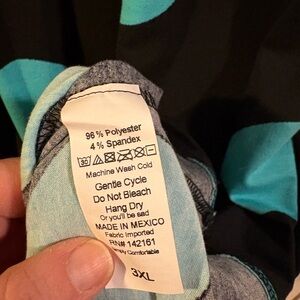 96% Polyester
4% Spandex
Machine Wash Cold
Gentle Cycle
Do Not Bleach
Hang Dry
Or you'll be sad
MADE IN MEXICO
Fabric Imported
RN# 142161
Comfortable
3XL